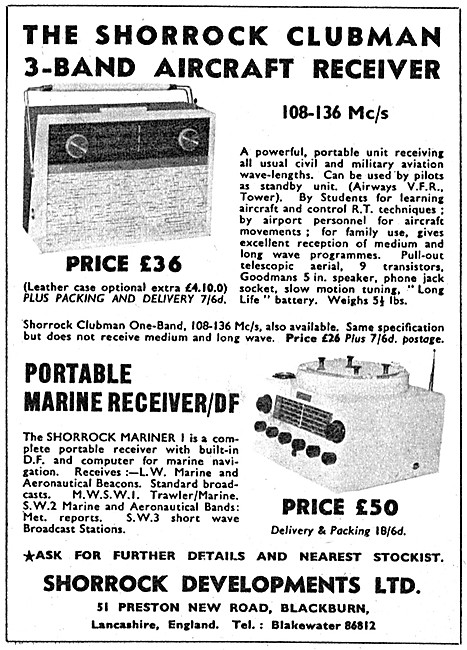 THE SHORROCK CLUBMAN
3-BAND AIRCRAFT RECEIVER
108-136 Mc/s
A powerful, portable unit receiving
all usual civil and military aviation
wave-lengths. Can be used by pilots
as standby unit. (Airways V.F.R.,
Tower). By Students for learning
aircraft and control R.T. techniques ;
by airport personnel for aircraft
movements ; for family use, gives
excellent reception of medium and
long wave programmes. Pull-out
telescopic aerial, 9 transistors,
Goodmans 5 in. speaker, phone jack
socket, slow motion tuning, "Long
Life" battery. Weighs 5½ lbs.
PRICE £36
(Leather case optional extra £4.10.0)
PLUS PACKING AND DELIVERY 7/6d.
Shorrock Clubman One-Band, 108-136 Mc/s, also available. Same specification
but does not receive medium and long wave. Price £26 Plus 7/6d. postage.
PORTABLE
MARINE RECEIVER/DF
The SHORROCK MARINER I is a com-
plete portable receiver with built-in
D.F. and computer for marine navi-
gation. Receives :—L.W. Marine and
Aeronautical Beacons. Standard broad-
casts. M.W.S.W.1. Trawler/Marine.
S.W.2 Marine and Aeronautical Bands:
Met. reports. S.W.3 short wave
Broadcast Stations.
PRICE £50
Delivery & Packing 18/6d.
★ASK FOR FURTHER DETAILS AND NEAREST STOCKIST.
SHORROCK DEVELOPMENTS LTD.
51 PRESTON NEW ROAD, BLACKBURN,
Lancashire, England. Tel. : Blakewater 86812